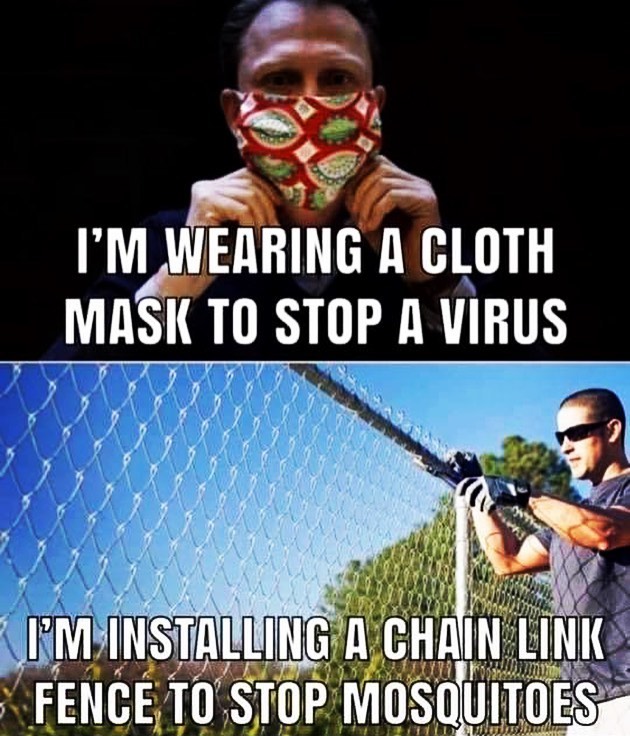 I'M WEARING A CLOTH
MASK TO STOP A VIRUS
I'M INSTALLING A CHAIN LINK
FENCE TO STOP MOSQUITOES